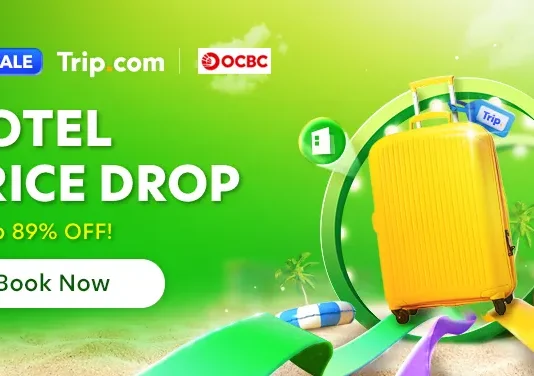 ALE Trip.com OCBC
OTEL
RICE DROP
o 89% OFF!
Book Now
Trip.